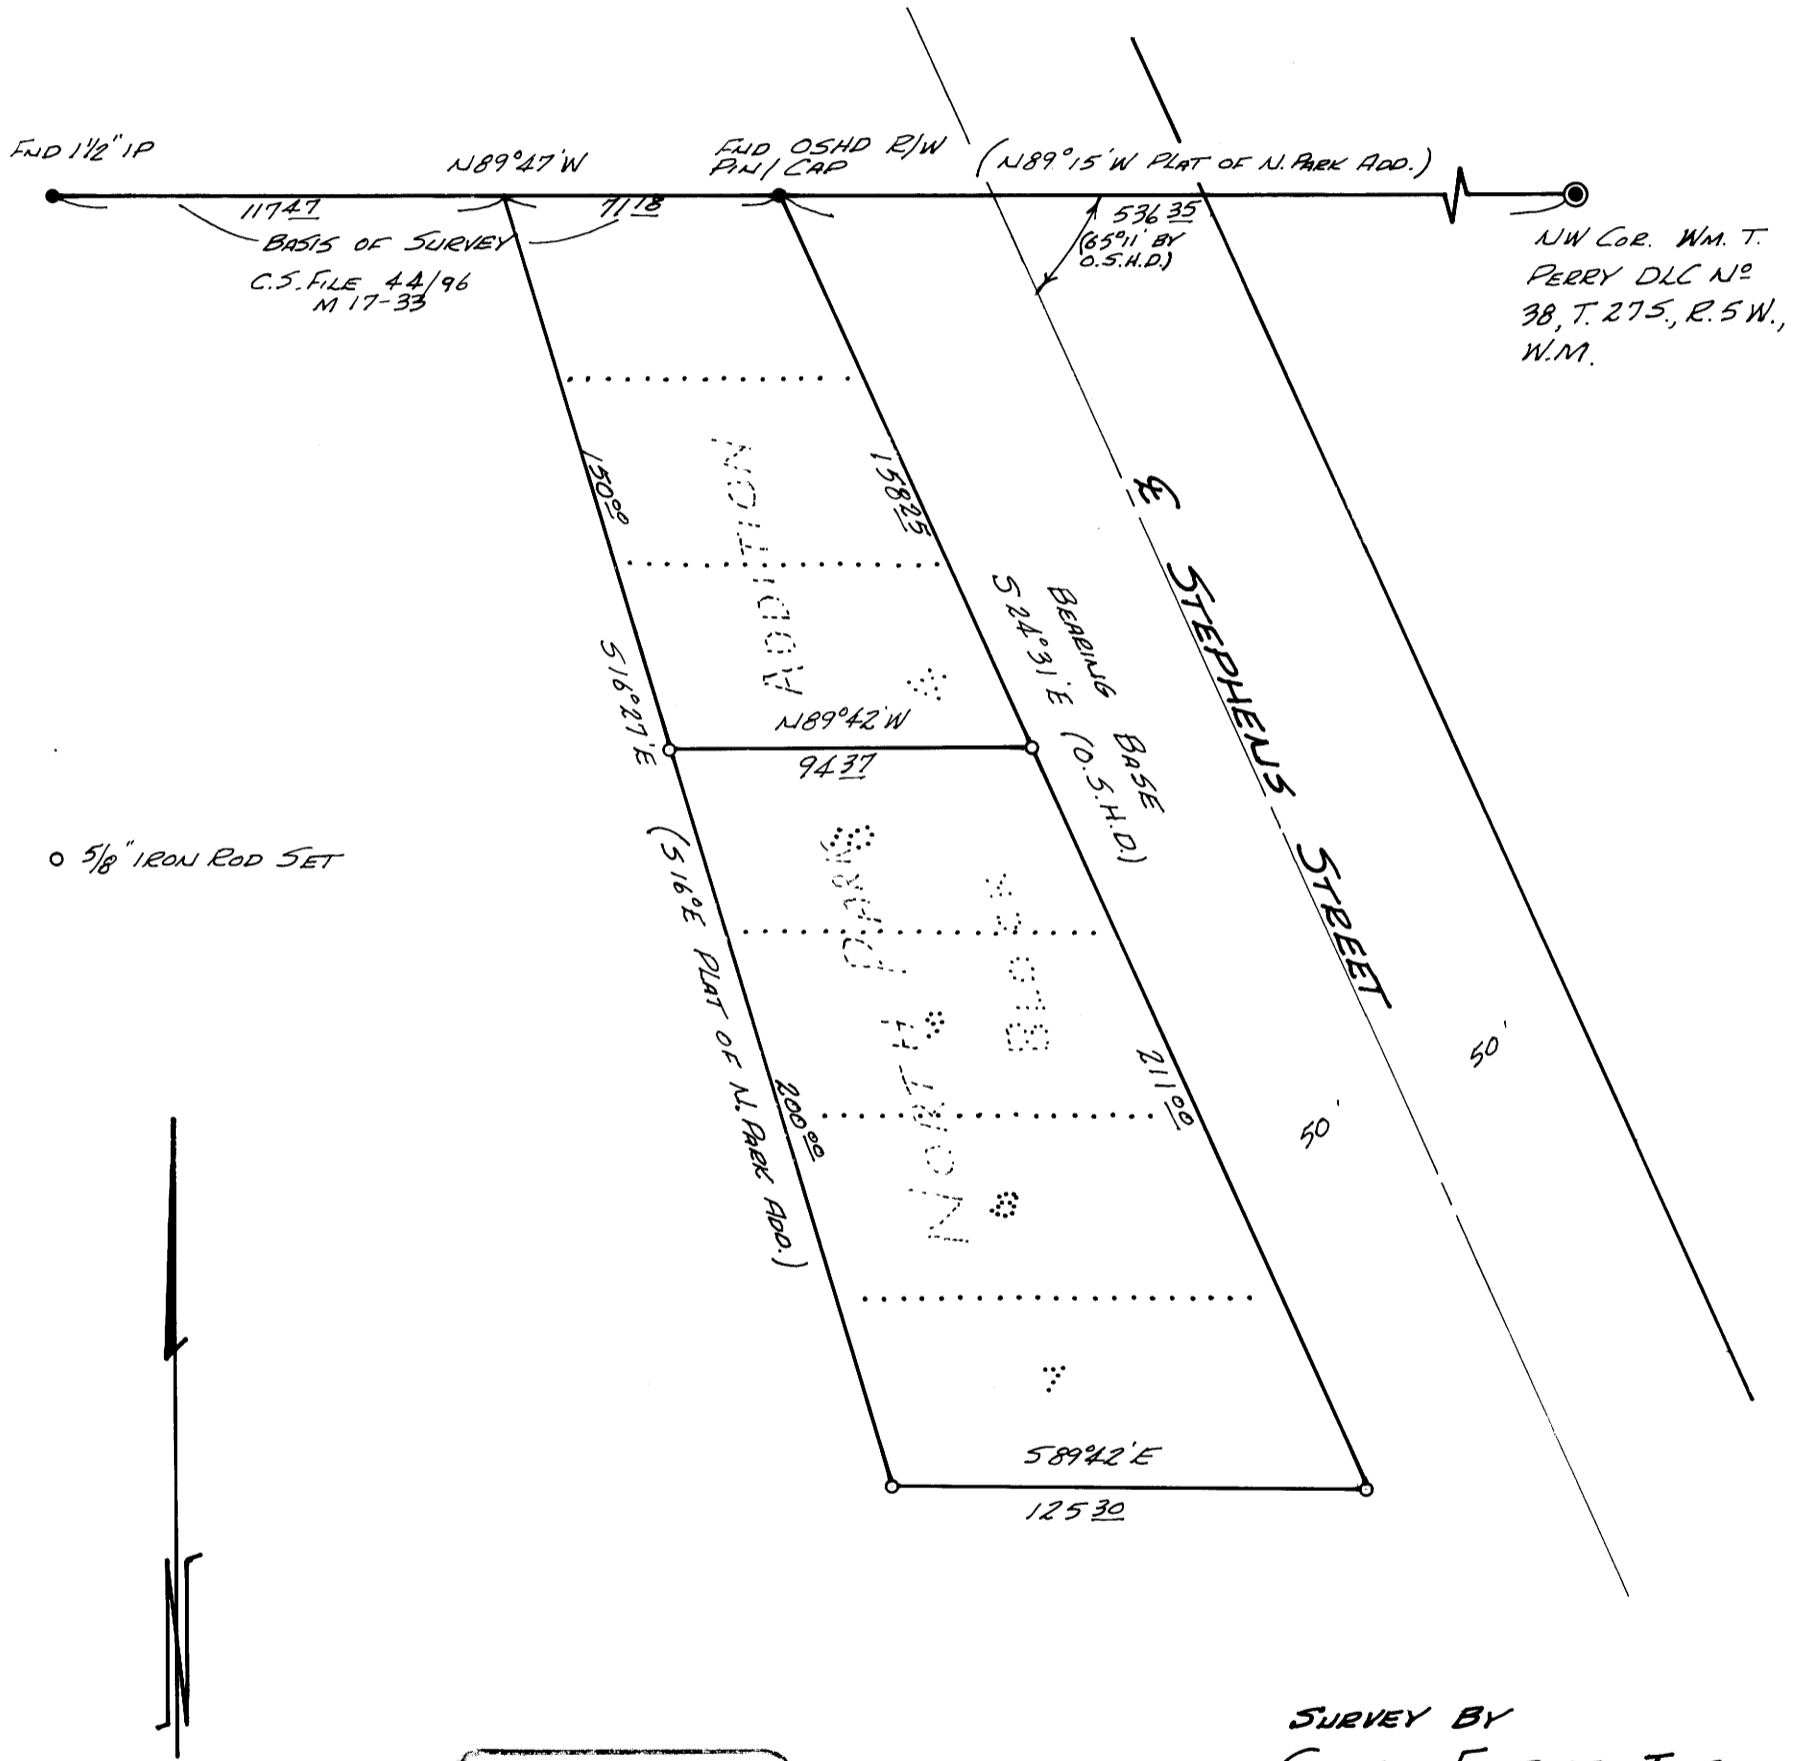 FND 1½" IP
N89°47'W
FND OSHD R/W
PIN/CAP
(N89°15'W PLAT OF N. PARK ADD.)
117 47
71 18
536 35
(65°11' BY
O.S.H.D.)
BASIS OF SURVEY
C.S. FILE 44/96
M 17-33
NW COR. WM. T.
PERRY DLC Nº
38, T. 27S., R. 5 W.,
W.M.
150 00
158 25
S16°27'E
(S16°E PLAT OF N. PARK ADD.)
BEARING BASE
S24°31'E (O.S.H.D.)
℄ STEPHENS STREET
N89°42'W
94 37
NORTH PARK ADDITION
BLOCK
5/8" IRON ROD SET
200 00
211 00
50'
50'
7
S89°42'E
125 30
N
SURVEY BY